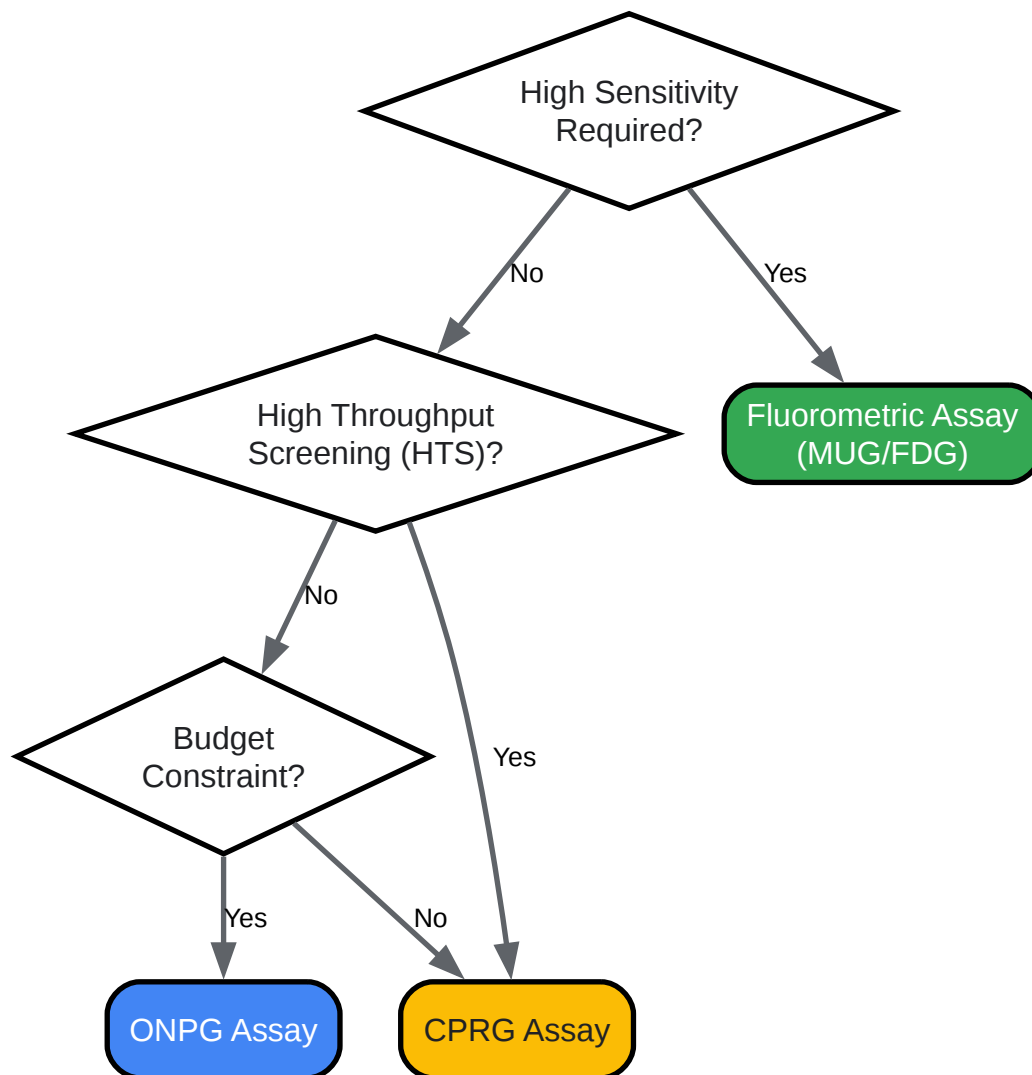 High Sensitivity
Required?
No
Yes
High Throughput
Screening (HTS)?
Fluorometric Assay
(MUG/FDG)
No
Budget
Constraint?
Yes
Yes
No
ONPG Assay
CPRG Assay